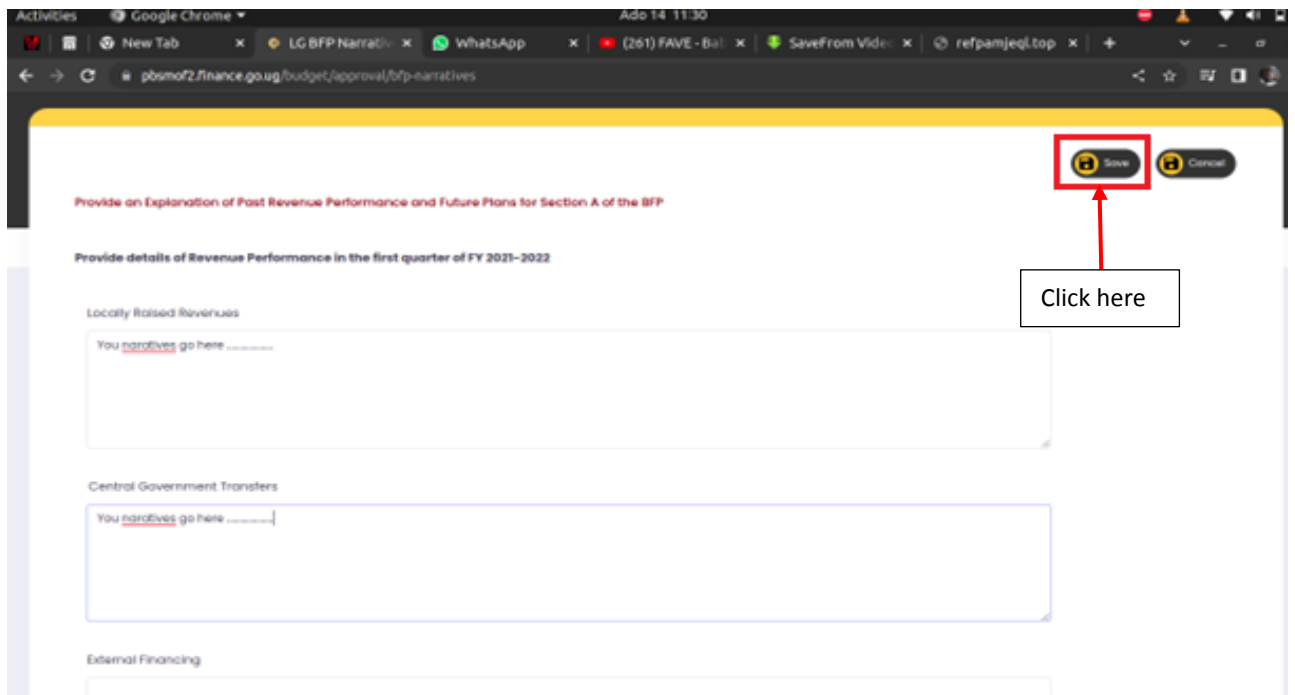 Activities Google Chrome Ado 14 11:30
New Tab LG BFP Narrativ WhatsApp (261) FAVE - Bab SaveFrom Vide refpamjeql.top
pbsmof2.finance.go.ug/budget/approval/bfp-narratives
Save Cancel
Provide an Explanation of Past Revenue Performance and Future Plans for Section A of the BFP
Provide details of Revenue Performance in the first quarter of FY 2021-2022
Click here
Locally Raised Revenues
You naratives go here ................
Central Government Transfers
You naratives go here ................
External Financing